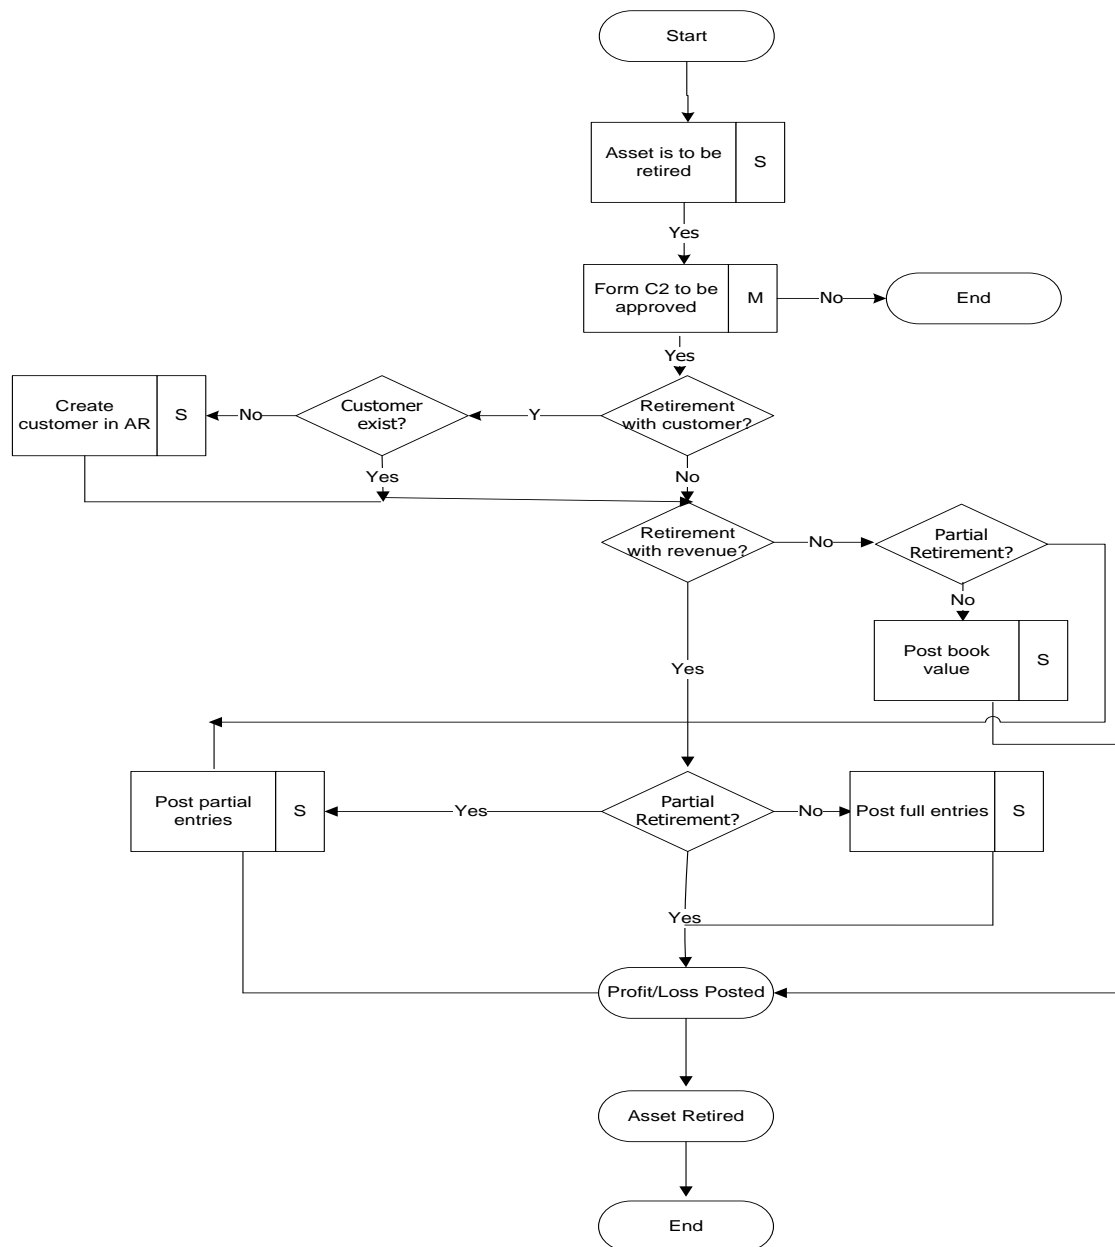 Start
Asset is to be
retired
S
Yes
Form C2 to be
approved
M
No
End
Yes
Create
customer in AR
S
No
Customer
exist?
Y
Retirement
with customer?
Yes
No
Retirement
with revenue?
No
Partial
Retirement?
No
Post book
value
S
Yes
Post partial
entries
S
Yes
Partial
Retirement?
No
Post full entries
S
Yes
Profit/Loss Posted
Asset Retired
End